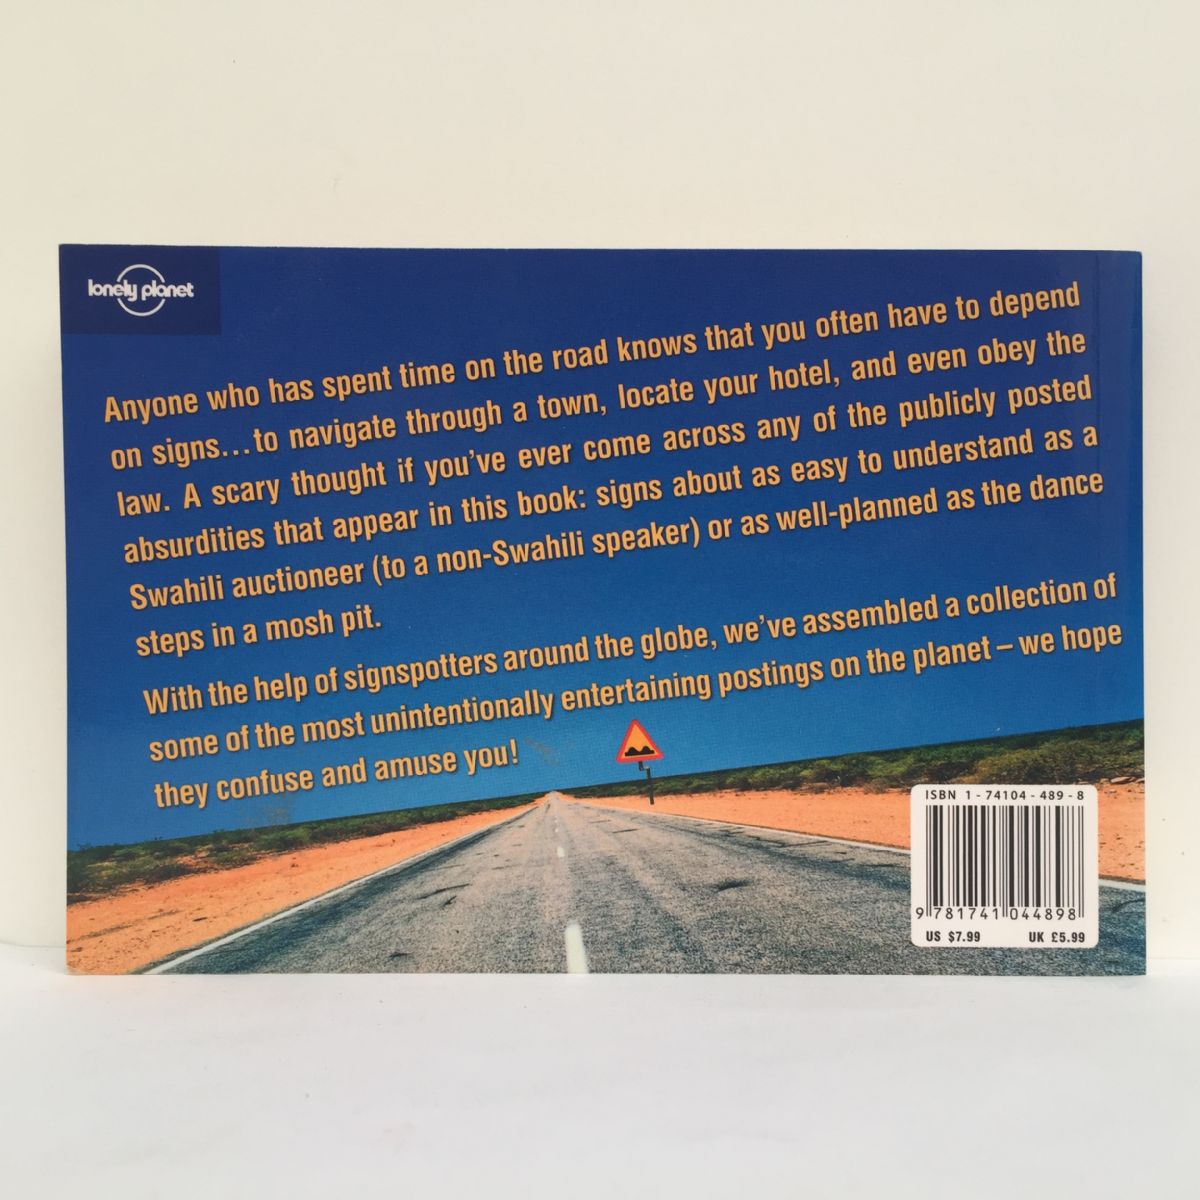 lonely planet
Anyone who has spent time on the road knows that you often have to depend
on signs...to navigate through a town, locate your hotel, and even obey the
law. A scary thought if you've ever come across any of the publicly posted
absurdities that appear in this book: signs about as easy to understand as a
Swahili auctioneer (to a non-Swahili speaker) or as well-planned as the dance
steps in a mosh pit.
With the help of signspotters around the globe, we've assembled a collection of
some of the most unintentionally entertaining postings on the planet – we hope
they confuse and amuse you!
ISBN 1 - 74104 - 489 - 8
9 781741 044898
US $7.99 UK £5.99